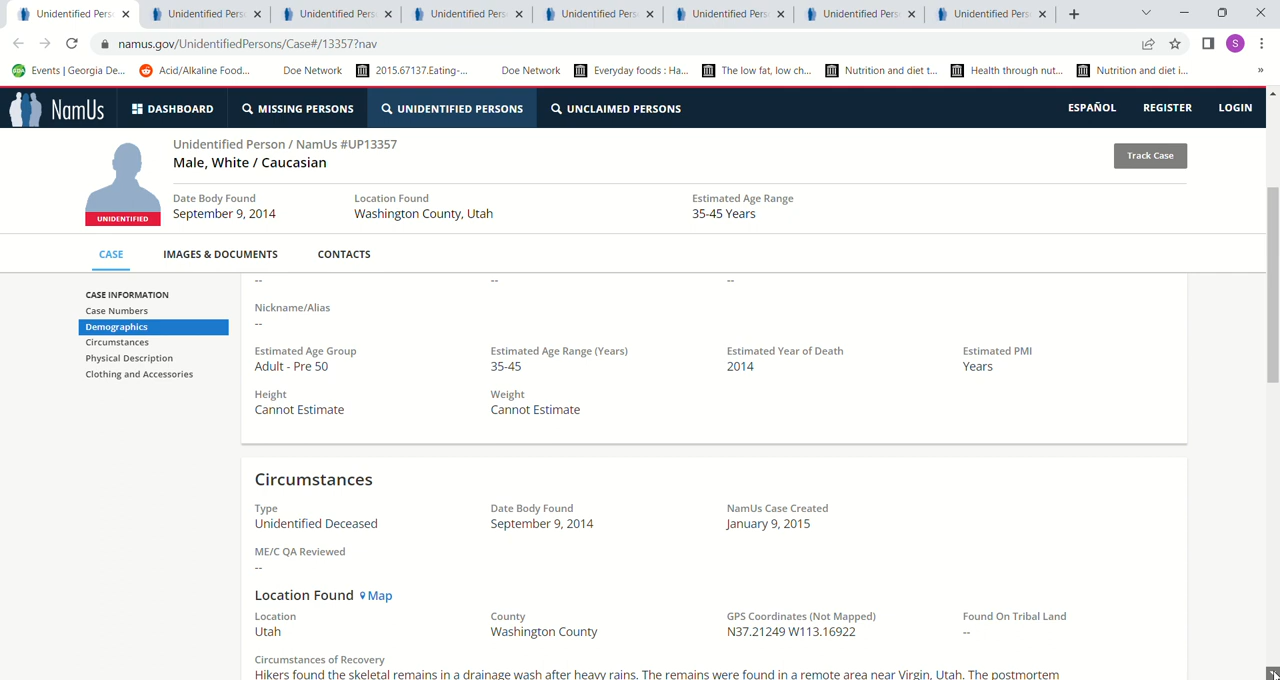 Unidentified Pers Unidentified Pers Unidentified Pers Unidentified Pers Unidentified Pers Unidentified Pers Unidentified Pers Unidentified Pers
namus.gov/UnidentifiedPersons/Case#/13357?nav S
Events | Georgia De... Acid/Alkaline Food... Doe Network 2015.67137.Eating-... Doe Network Everyday foods : Ha... The low fat, low ch... Nutrition and diet t... Health through nut... Nutrition and diet i... »
NamUs DASHBOARD MISSING PERSONS UNIDENTIFIED PERSONS UNCLAIMED PERSONS ESPAÑOL REGISTER LOGIN
Unidentified Person / NamUs #UP13357
Male, White / Caucasian
Track Case
Date Body Found Location Found Estimated Age Range
September 9, 2014 Washington County, Utah 35-45 Years
UNIDENTIFIED
CASE IMAGES & DOCUMENTS CONTACTS
CASE INFORMATION
Case Numbers
Demographics
Circumstances
Physical Description
Clothing and Accessories
-- -- --
Nickname/Alias
--
Estimated Age Group Estimated Age Range (Years) Estimated Year of Death Estimated PMI
Adult - Pre 50 35-45 2014 Years
Height Weight
Cannot Estimate Cannot Estimate
Circumstances
Type Date Body Found NamUs Case Created
Unidentified Deceased September 9, 2014 January 9, 2015
ME/C QA Reviewed
--
Location Found Map
Location County GPS Coordinates (Not Mapped) Found On Tribal Land
Utah Washington County N37.21249 W113.16922 --
Circumstances of Recovery
Hikers found the skeletal remains in a drainage wash after heavy rains. The remains were found in a remote area near Virgin, Utah. The postmortem